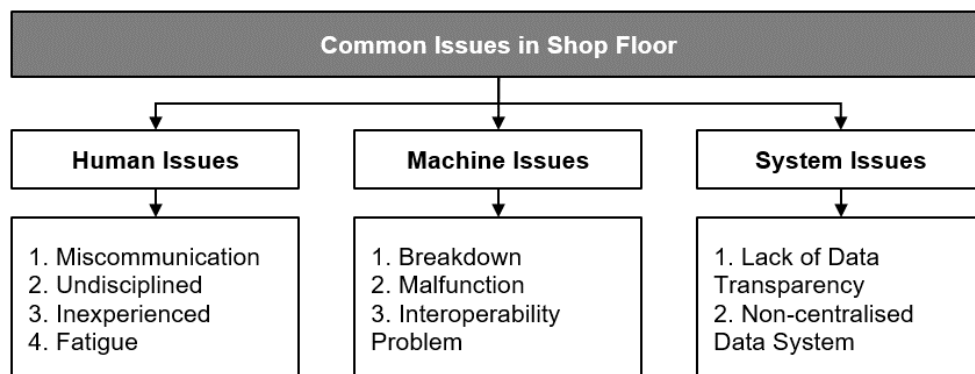 Common Issues in Shop Floor
Human Issues
1. Miscommunication
2. Undisciplined
3. Inexperienced
4. Fatigue
Machine Issues
1. Breakdown
2. Malfunction
3. Interoperability
Problem
System Issues
1. Lack of Data
Transparency
2. Non-centralised
Data System